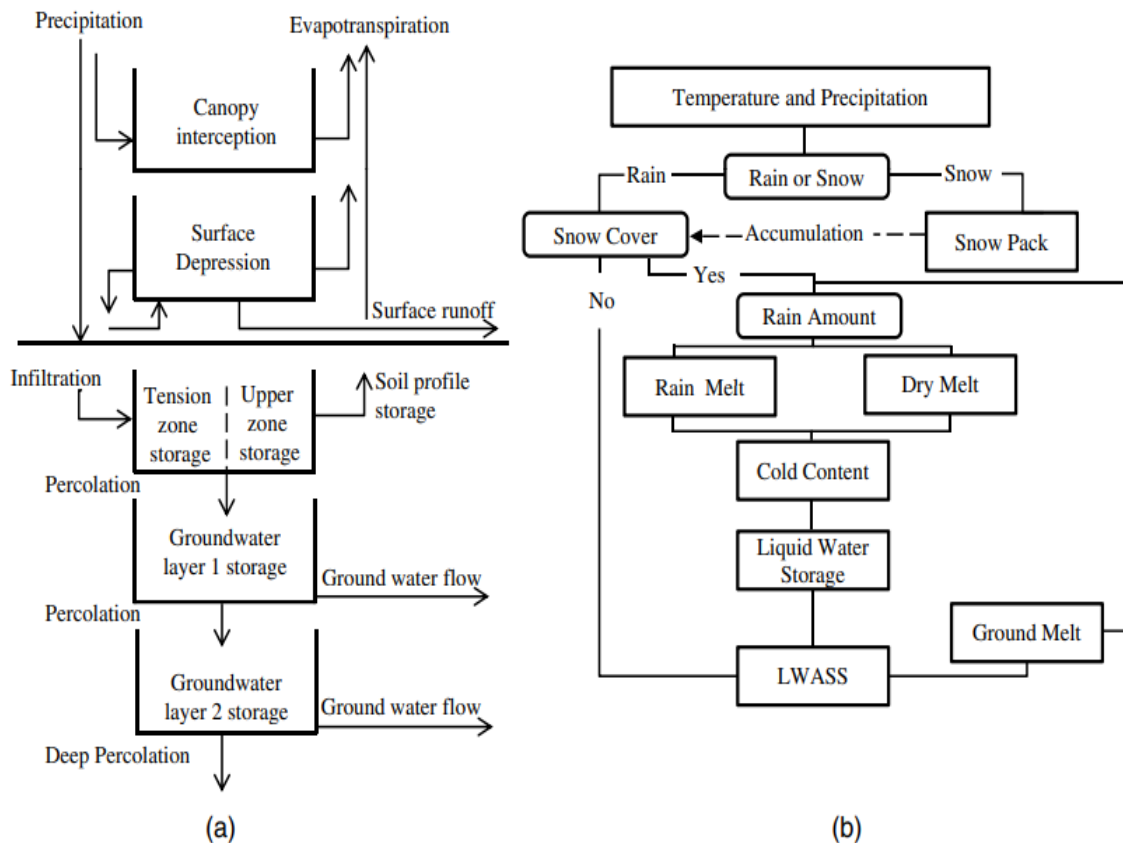 Precipitation
Evapotranspiration
Canopy
interception
Surface
Depression
Surface runoff
Infiltration
Tension
zone
storage
Upper
zone
storage
Soil profile
storage
Percolation
Groundwater
layer 1 storage
Ground water flow
Percolation
Groundwater
layer 2 storage
Ground water flow
Deep Percolation
(a)
Temperature and Precipitation
Rain
Rain or Snow
Snow
Snow Cover
Accumulation
Snow Pack
Yes
No
Rain Amount
Rain Melt
Dry Melt
Cold Content
Liquid Water
Storage
Ground Melt
LWASS
(b)